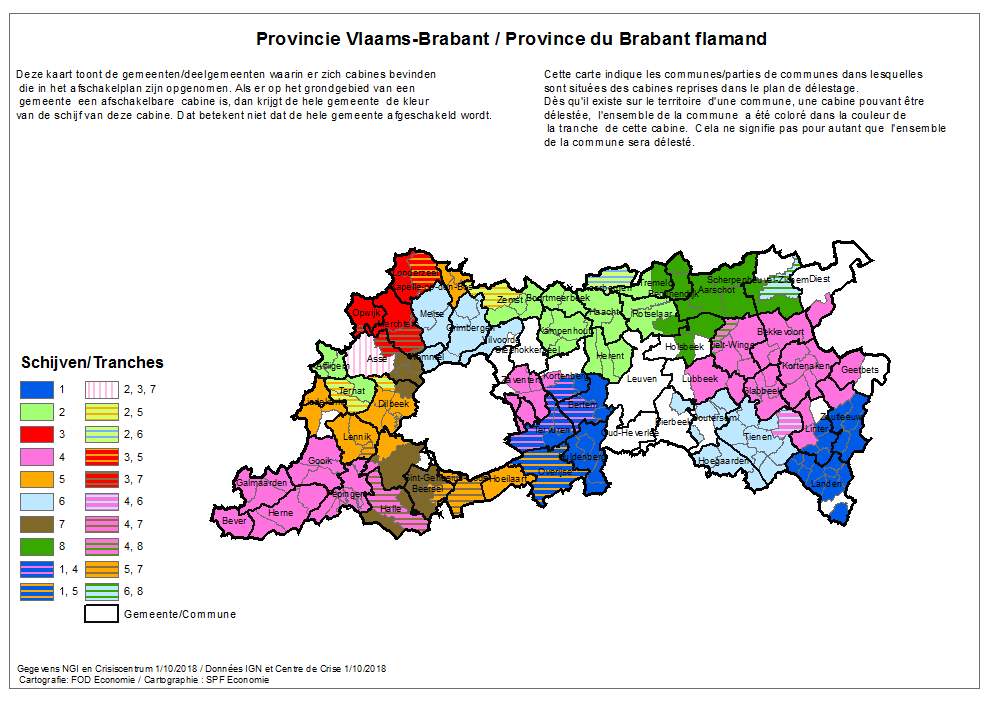 Provincie Vlaams-Brabant / Province du Brabant flamand
Deze kaart toont de gemeenten/deelgemeenten waarin er zich cabines bevinden
die in het afschakelplan zijn opgenomen. Als er op het grondgebied van een
gemeente een afschakelbare cabine is, dan krijgt de hele gemeente de kleur
van de schijf van deze cabine. Dat betekent niet dat de hele gemeente afgeschakeld wordt.
Cette carte indique les communes/parties de communes dans lesquelles
sont situées des cabines reprises dans le plan de délestage.
Dès qu'il existe sur le territoire d'une commune, une cabine pouvant être
délestée, l'ensemble de la commune a été coloré dans la couleur de
la tranche de cette cabine. Cela ne signifie pas pour autant que l'ensemble
de la commune sera délesté.
Londerzeel
Kapelle-op-den-Bos
Opwijk
Merchtem
Meise
Grimbergen
Zemst
Boortmeerbeek
Haacht
Tremelo
Rotselaar
Begijnendijk
Aarschot
Scherpenheuvel-Zichem
Diest
Asse
Vilvoorde
Steenokkerzeel
Kampenhout
Herent
Holsbeek
Tielt-Winge
Bekkevoort
Kortenaken
Geetbets
Affligem
Ternat
Dilbeek
Zaventem
Kortenberg
Leuven
Lubbeek
Glabbeek
Zoutleeuw
Linter
Lennik
Bertem
Tervuren
Oud-Heverlee
Bierbeek
Boutersem
Tienen
Gooik
Huldenberg
Hoegaarden
Overijse
Hoeilaart
Landen
Galmaarden
Pepingen
Beersel
Halle
Herne
Bever
Schijven/Tranches
1
2, 3, 7
2
2, 5
3
2, 6
4
3, 5
5
3, 7
6
4, 6
7
4, 7
8
4, 8
1, 4
5, 7
1, 5
6, 8
Gemeente/Commune
Gegevens NGI en Crisiscentrum 1/10/2018 / Données IGN et Centre de Crise 1/10/2018
Cartografie: FOD Economie / Cartographie : SPF Economie